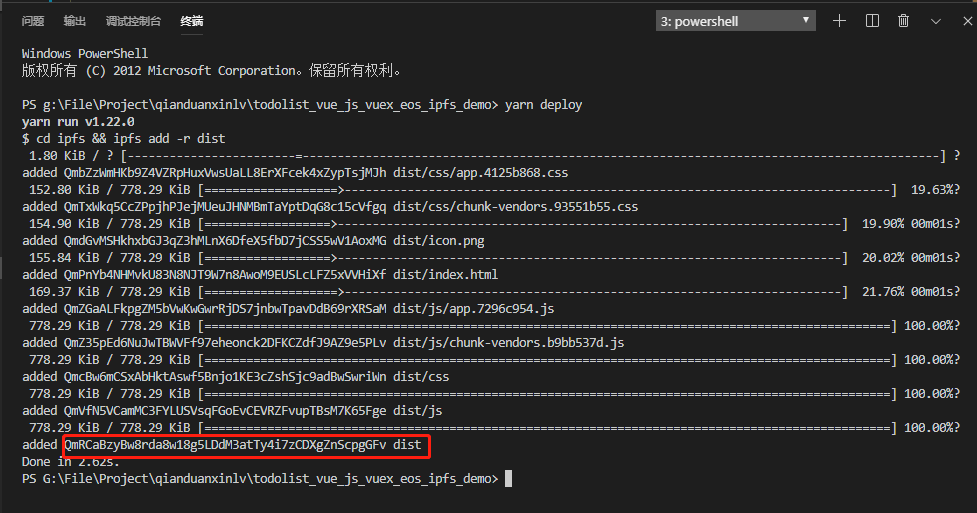 问题 输出 调试控制台 终端 3: powershell
Windows PowerShell
版权所有 (C) 2012 Microsoft Corporation。保留所有权利。
PS g:\File\Project\qianduanxinlv\todolist_vue_js_vuex_eos_ipfs_demo> yarn deploy
yarn run v1.22.0
$ cd ipfs && ipfs add -r dist
1.80 KiB / ? [------------------------=-------------------------------------------------------------------------------------------] ?
added QmbZzWmHKb9Z4VZRpHuxVwsUaLL8ErXFcek4xZypTsjMJh dist/css/app.4125b868.css
152.80 KiB / 778.29 KiB [===================>------------------------------------------------------------------------------] 19.63%?
added QmTxWkq5CcZPpjhPJejMUeuJHNMBmTaYptDqG8c15cVfgq dist/css/chunk-vendors.93551b55.css
154.90 KiB / 778.29 KiB [==================>-----------------------------------------------------------------------] 19.90% 00m01s?
added QmdGvMSHkhxbGJ3qZ3hMLnX6DfeX5fbD7jCSS5wV1AoxMG dist/icon.png
155.84 KiB / 778.29 KiB [==================>-----------------------------------------------------------------------] 20.02% 00m01s?
added QmPnYb4NHMvkU83N8NJT9W7n8AwoM9EUSLcLFZ5xVVHiXf dist/index.html
169.37 KiB / 778.29 KiB [===================>----------------------------------------------------------------------] 21.76% 00m01s?
added QmZGaALFkpgZM5bVwKwGwrRjDS7jnbwTpavDdB69rXRSaM dist/js/app.7296c954.js
778.29 KiB / 778.29 KiB [==================================================================================================] 100.00%?
added QmZ35pEd6NuJwTBWVFf97eheonck2DFKCZdfJ9AZ9e5PLv dist/js/chunk-vendors.b9bb537d.js
778.29 KiB / 778.29 KiB [==================================================================================================] 100.00%?
added QmcBw6mCSxAbHktAswf5Bnjo1KE3cZshSjc9adBwSwriWn dist/css
778.29 KiB / 778.29 KiB [==================================================================================================] 100.00%?
added QmVfN5VCamMC3FYLUSVsqFGoEvCEVRZFvupTBsM7K65Fge dist/js
778.29 KiB / 778.29 KiB [==================================================================================================] 100.00%?
added QmRCaBzyBw8rda8w18g5LDdM3atTy4i7zCDXgZnScpgGFv dist
Done in 2.62s.
PS G:\File\Project\qianduanxinlv\todolist_vue_js_vuex_eos_ipfs_demo>